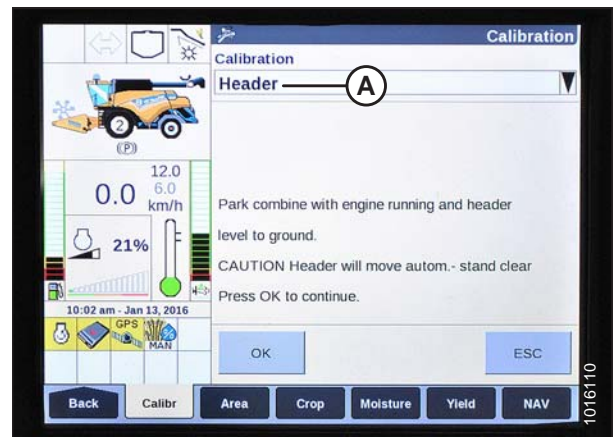 Calibration
Calibration
Header
A
2
(P)
12.0
6.0
0.0 km/h
21%
Park combine with engine running and header
level to ground.
CAUTION Header will move autom.- stand clear
Press OK to continue.
10:02 am - Jan 13, 2016
GPS
MAN
OK
ESC
Back
Calibr
Area
Crop
Moisture
Yield
NAV
1016110